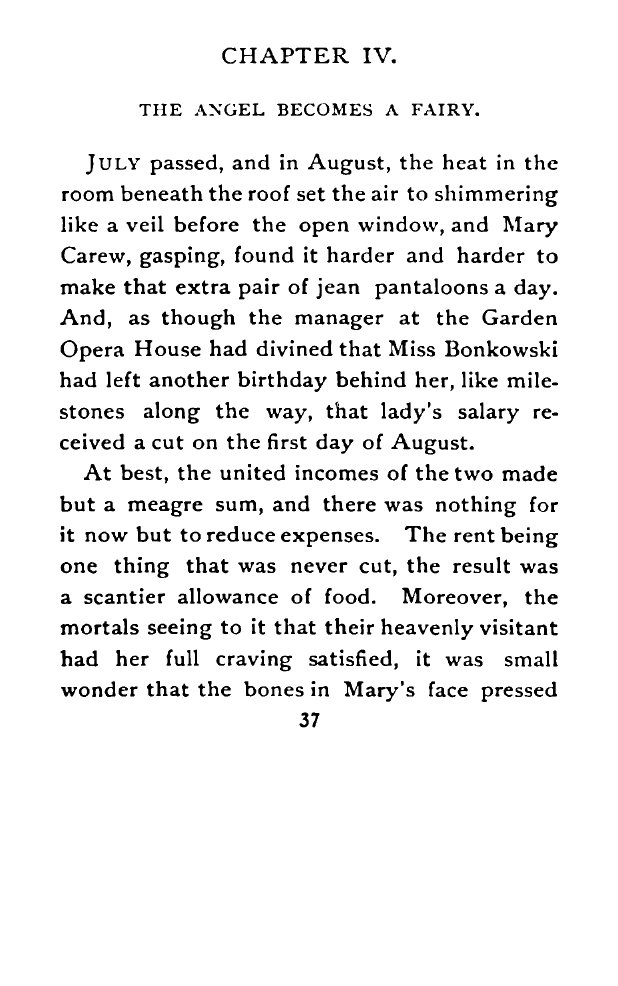 CHAPTER IV.
THE ANGEL BECOMES A FAIRY.
JULY passed, and in August, the heat in the
room beneath the roof set the air to shimmering
like a veil before the open window, and Mary
Carew, gasping, found it harder and harder to
make that extra pair of jean pantaloons a day.
And, as though the manager at the Garden
Opera House had divined that Miss Bonkowski
had left another birthday behind her, like mile-
stones along the way, that lady's salary re-
ceived a cut on the first day of August.
At best, the united incomes of the two made
but a meagre sum, and there was nothing for
it now but to reduce expenses. The rent being
one thing that was never cut, the result was
a scantier allowance of food. Moreover, the
mortals seeing to it that their heavenly visitant
had her full craving satisfied, it was small
wonder that the bones in Mary's face pressed
37